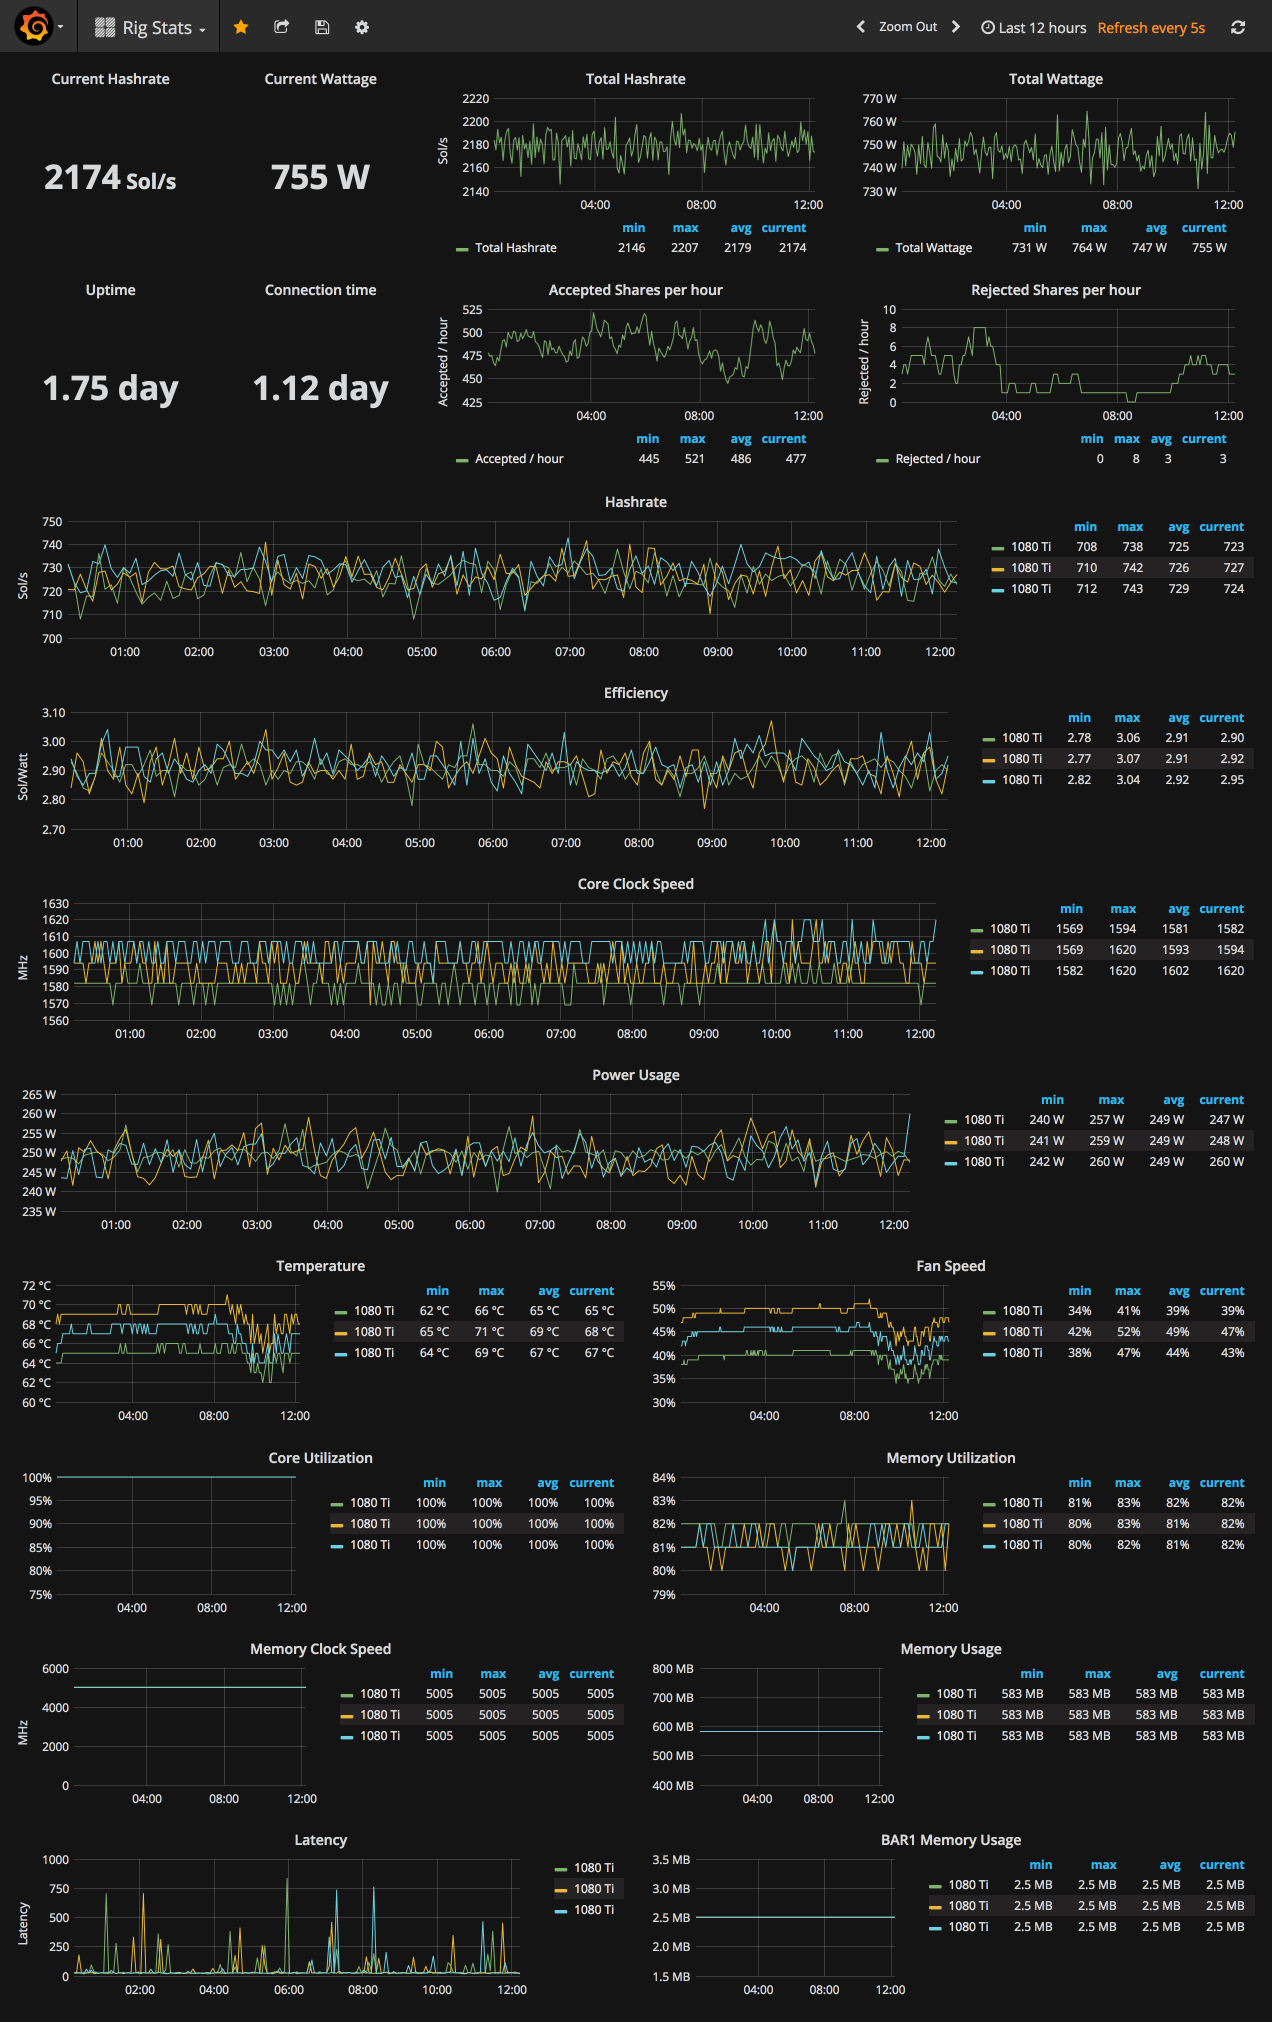 Rig Stats
Zoom Out
Last 12 hours
Refresh every 5s
Current Hashrate
2174 Sol/s
Current Wattage
755 W
Total Hashrate
Sol/s
2220
2200
2180
2160
2140
04:00 08:00 12:00
min max avg current
Total Hashrate 2146 2207 2179 2174
Total Wattage
770 W
760 W
750 W
740 W
730 W
04:00 08:00 12:00
min max avg current
Total Wattage 731 W 764 W 747 W 755 W
Uptime
1.75 day
Connection time
1.12 day
Accepted Shares per hour
Accepted / hour
525
500
475
450
425
04:00 08:00 12:00
min max avg current
Accepted / hour 445 521 486 477
Rejected Shares per hour
Rejected / hour
10
8
6
4
2
0
04:00 08:00 12:00
min max avg current
Rejected / hour 0 8 3 3
Hashrate
Sol/s
750
740
730
720
710
700
01:00 02:00 03:00 04:00 05:00 06:00 07:00 08:00 09:00 10:00 11:00 12:00
min max avg current
1080 Ti 708 738 725 723
1080 Ti 710 742 726 727
1080 Ti 712 743 729 724
Efficiency
Sol/Watt
3.10
3.00
2.90
2.80
2.70
01:00 02:00 03:00 04:00 05:00 06:00 07:00 08:00 09:00 10:00 11:00 12:00
min max avg current
1080 Ti 2.78 3.06 2.91 2.90
1080 Ti 2.77 3.07 2.91 2.92
1080 Ti 2.82 3.04 2.92 2.95
Core Clock Speed
MHz
1630
1620
1610
1600
1590
1580
1570
1560
01:00 02:00 03:00 04:00 05:00 06:00 07:00 08:00 09:00 10:00 11:00 12:00
min max avg current
1080 Ti 1569 1594 1581 1582
1080 Ti 1569 1620 1593 1594
1080 Ti 1582 1620 1602 1620
Power Usage
265 W
260 W
255 W
250 W
245 W
240 W
235 W
01:00 02:00 03:00 04:00 05:00 06:00 07:00 08:00 09:00 10:00 11:00 12:00
min max avg current
1080 Ti 240 W 257 W 249 W 247 W
1080 Ti 241 W 259 W 249 W 248 W
1080 Ti 242 W 260 W 249 W 260 W
Temperature
72 °C
70 °C
68 °C
66 °C
64 °C
62 °C
60 °C
04:00 08:00 12:00
min max avg current
1080 Ti 62 °C 66 °C 65 °C 65 °C
1080 Ti 65 °C 71 °C 69 °C 68 °C
1080 Ti 64 °C 69 °C 67 °C 67 °C
Fan Speed
55%
50%
45%
40%
35%
30%
04:00 08:00 12:00
min max avg current
1080 Ti 34% 41% 39% 39%
1080 Ti 42% 52% 49% 47%
1080 Ti 38% 47% 44% 43%
Core Utilization
100%
95%
90%
85%
80%
75%
04:00 08:00 12:00
min max avg current
1080 Ti 100% 100% 100% 100%
1080 Ti 100% 100% 100% 100%
1080 Ti 100% 100% 100% 100%
Memory Utilization
84%
83%
82%
81%
80%
79%
04:00 08:00 12:00
min max avg current
1080 Ti 81% 83% 82% 82%
1080 Ti 80% 83% 81% 82%
1080 Ti 80% 82% 81% 82%
Memory Clock Speed
MHz
6000
4000
2000
0
04:00 08:00 12:00
min max avg current
1080 Ti 5005 5005 5005 5005
1080 Ti 5005 5005 5005 5005
1080 Ti 5005 5005 5005 5005
Memory Usage
800 MB
700 MB
600 MB
500 MB
400 MB
04:00 08:00 12:00
min max avg current
1080 Ti 583 MB 583 MB 583 MB 583 MB
1080 Ti 583 MB 583 MB 583 MB 583 MB
1080 Ti 583 MB 583 MB 583 MB 583 MB
Latency
Latency
1000
750
500
250
0
02:00 04:00 06:00 08:00 10:00 12:00
1080 Ti
1080 Ti
1080 Ti
BAR1 Memory Usage
3.5 MB
3.0 MB
2.5 MB
2.0 MB
1.5 MB
04:00 08:00 12:00
min max avg current
1080 Ti 2.5 MB 2.5 MB 2.5 MB 2.5 MB
1080 Ti 2.5 MB 2.5 MB 2.5 MB 2.5 MB
1080 Ti 2.5 MB 2.5 MB 2.5 MB 2.5 MB